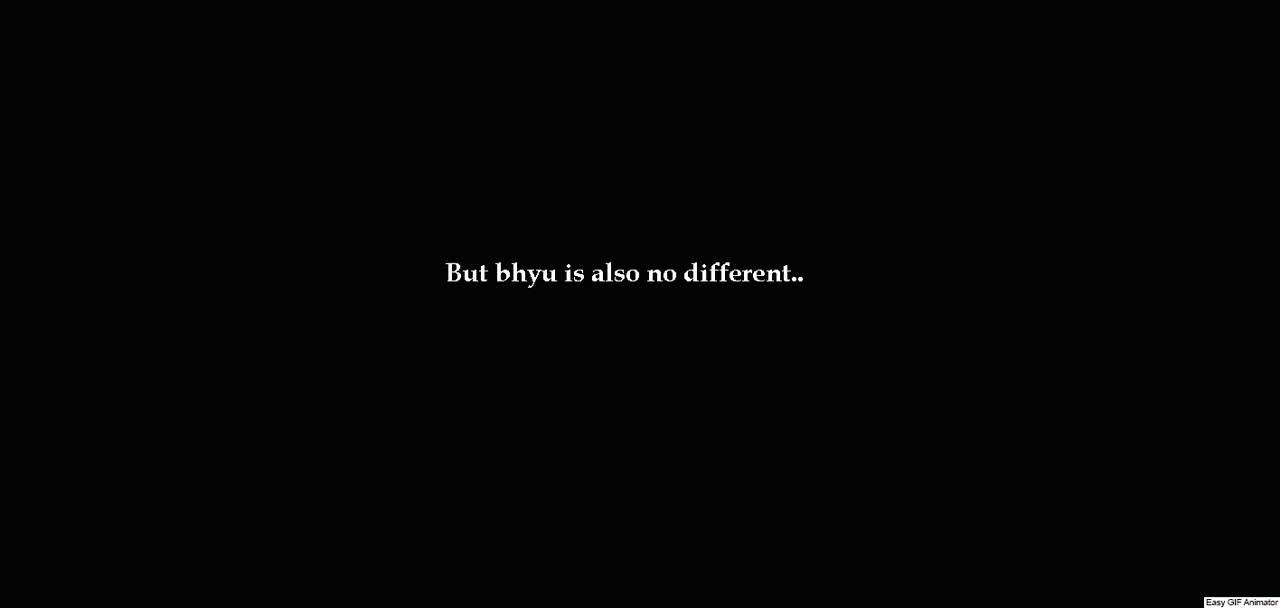 But bhyu is also no different..
Easy GIF Animator